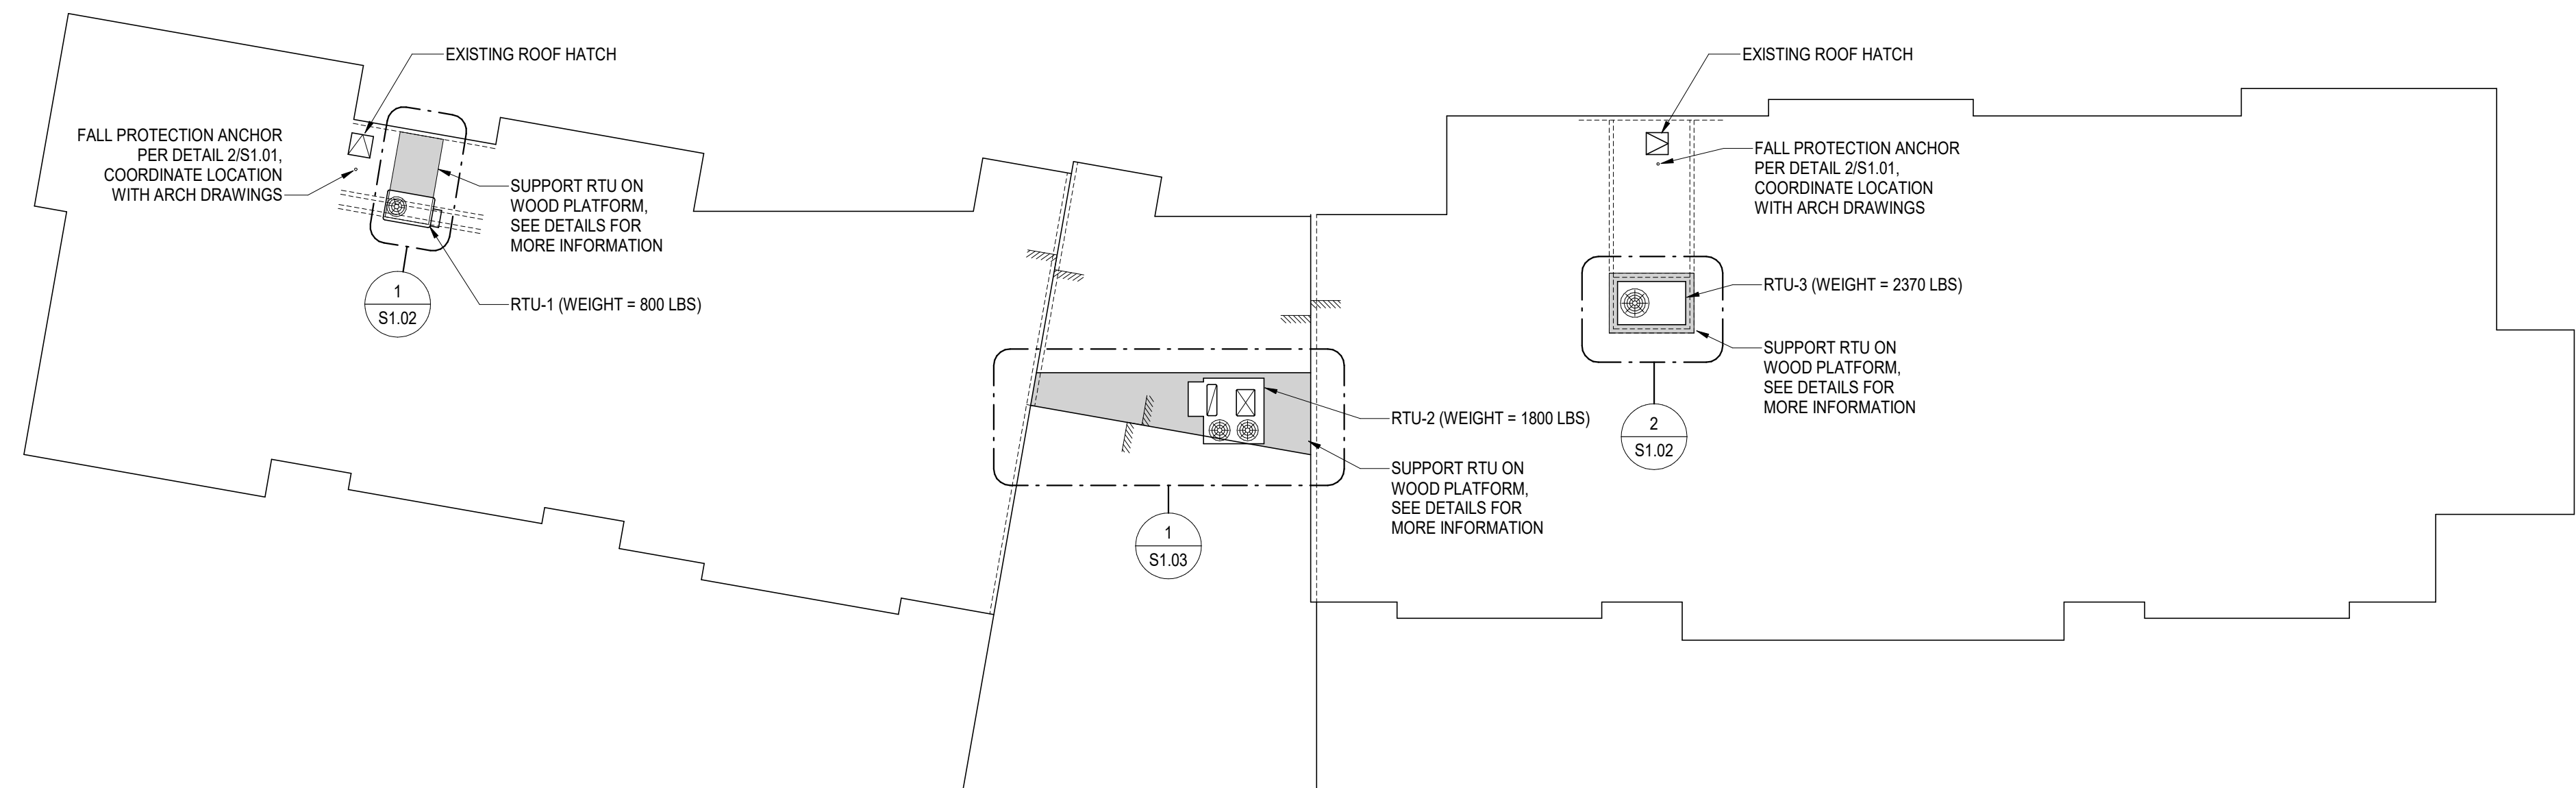 EXISTING ROOF HATCH
FALL PROTECTION ANCHOR
PER DETAIL 2/S1.01,
COORDINATE LOCATION
WITH ARCH DRAWINGS
SUPPORT RTU ON
WOOD PLATFORM,
SEE DETAILS FOR
MORE INFORMATION
RTU-1 (WEIGHT = 800 LBS)
1
S1.02
RTU-2 (WEIGHT = 1800 LBS)
SUPPORT RTU ON
WOOD PLATFORM,
SEE DETAILS FOR
MORE INFORMATION
1
S1.03
EXISTING ROOF HATCH
FALL PROTECTION ANCHOR
PER DETAIL 2/S1.01,
COORDINATE LOCATION
WITH ARCH DRAWINGS
RTU-3 (WEIGHT = 2370 LBS)
SUPPORT RTU ON
WOOD PLATFORM,
SEE DETAILS FOR
MORE INFORMATION
2
S1.02